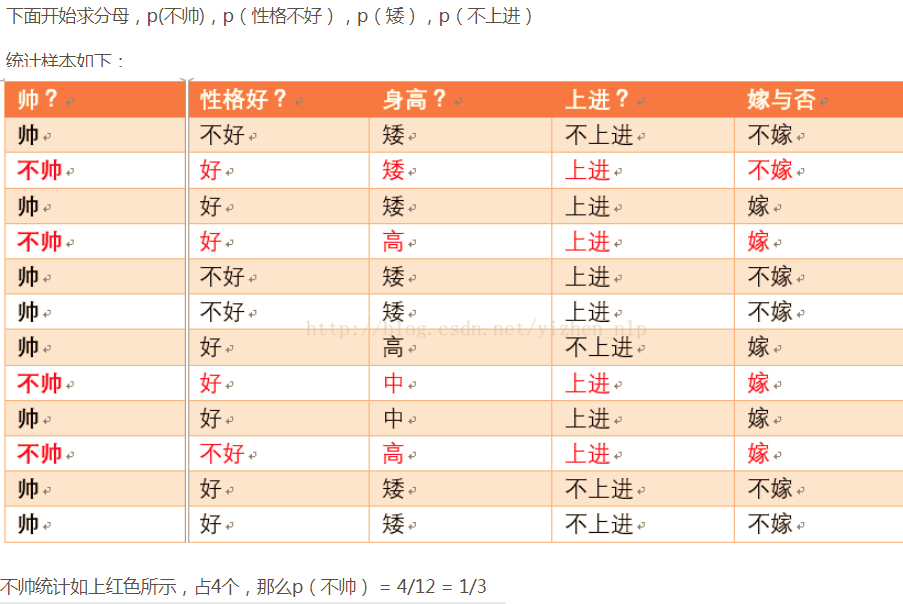 下面开始求分母，p(不帅)，p（性格不好），p（矮），p（不上进）
统计样本如下：
帅？ 性格好？ 身高？ 上进？ 嫁与否
帅 不好 矮 不上进 不嫁
不帅 好 矮 上进 不嫁
帅 好 矮 上进 嫁
不帅 好 高 上进 嫁
帅 不好 矮 上进 不嫁
帅 不好 矮 上进 不嫁
http://blog.csdn.net/yizhen_nlp
帅 好 高 不上进 嫁
不帅 好 中 上进 嫁
帅 好 中 上进 嫁
不帅 不好 高 上进 嫁
帅 好 矮 不上进 不嫁
帅 好 矮 不上进 不嫁
不帅统计如上红色所示，占4个，那么p（不帅） = 4/12 = 1/3